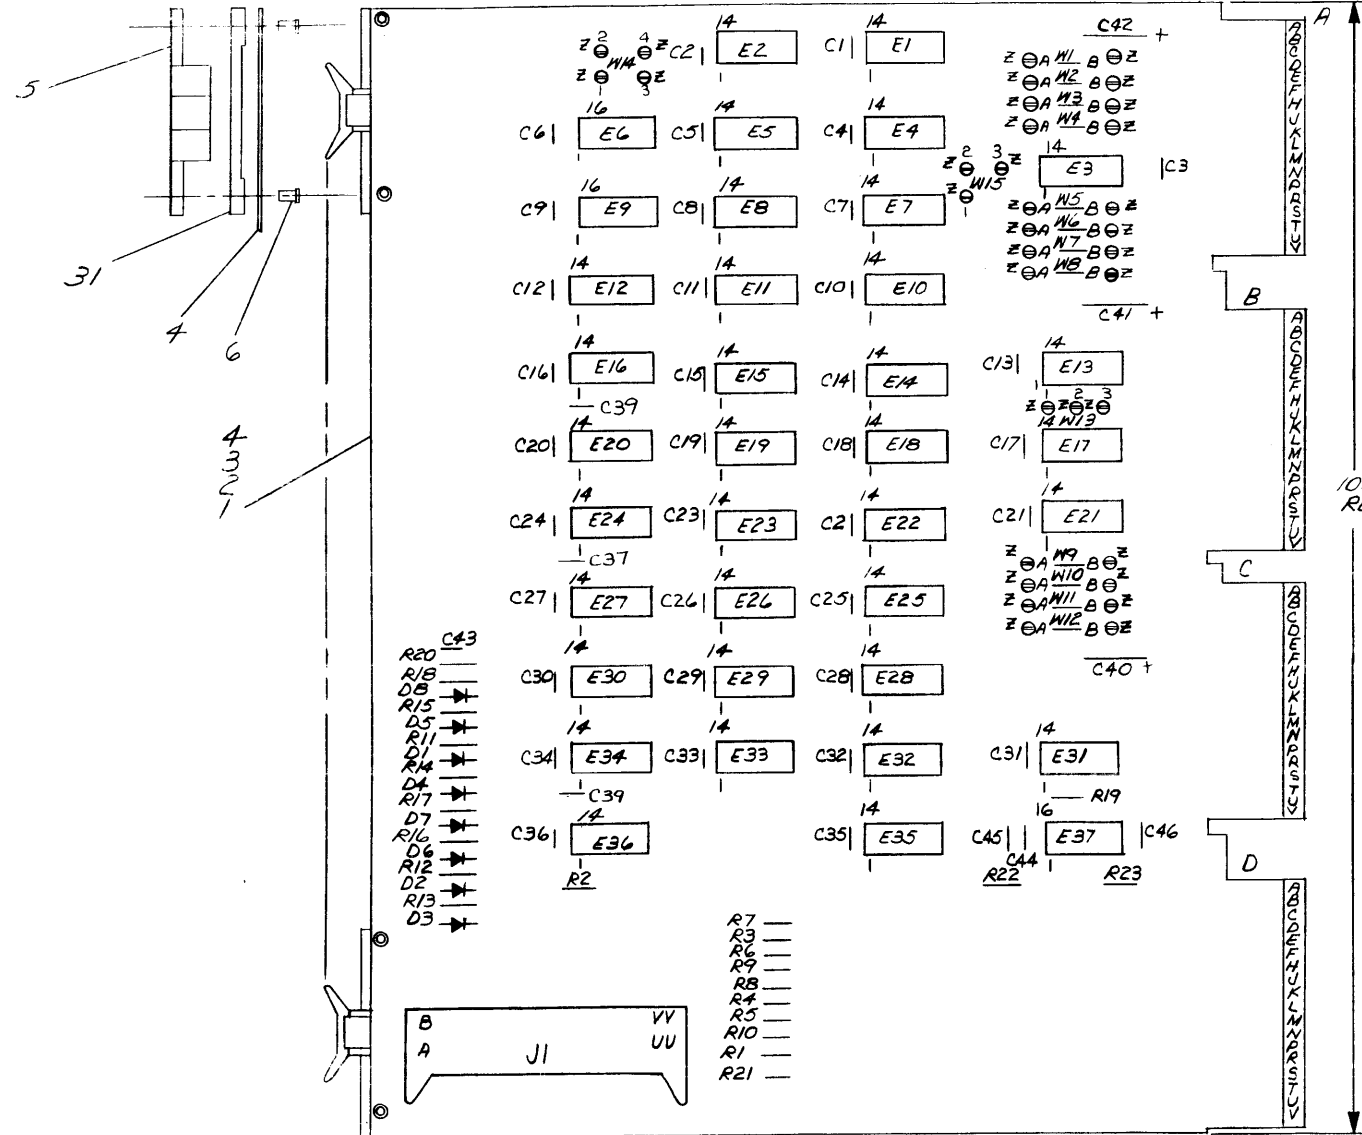 14 14 C42 + A
2 4
Z Z C2 E2 C1 E1
W14
Z Z
1 3
Z A W1 B Z
Z A W2 B Z
Z A W3 B Z
Z A W4 B Z
5
16 14 14
C6 E6 C5 E5 C4 E4
2 3 14
Z Z E3 C3
Z W15
1
16 14 14
C9 E9 C8 E8 C7 E7
Z A W5 B Z
Z A W6 B Z
Z A W7 B Z
Z A W8 B Z
ABCDEFHJKLMNPRSTUV
31 4 6
14 14 14
C12 E12 C11 E11 C10 E10
B
C41 +
14 14 14 14
C16 E16 C15 E15 C14 E14 C13 E13
C39
1 2 3
Z Z Z
W13
ABCDEFHJKLMNPRSTUV
4
3
2
1
14 14 14 14
C20 E20 C19 E19 C18 E18 C17 E17
10
14 14 14 14
C24 E24 C23 E23 C2 E22 C21 E21
C37
Z A W9 B Z
Z A W10 B Z
Z A W11 B Z
Z A W12 B Z
C
14 14 14
C27 E27 C26 E26 C25 E25
ABCDEFHJKLMNPRSTUV
C43
R20
R18
D8
R15
D5
R11
D1
R14
D4
R17
D7
R16
D6
R12
D2
R13
D3
14 14 14
C30 E30 C29 E29 C28 E28
C40 +
14 14 14 14
C34 E34 C33 E33 C32 E32 C31 E31
C39 R19
14 14 16
C36 E36 C35 E35 C45 E37 C46
C44
R2 R22 R23
D
ABCDEFHJKLMNPRSTUV
R7
R3
R6
R9
R8
R4
R5
R10
R1
R21
B VV
A J1 UU